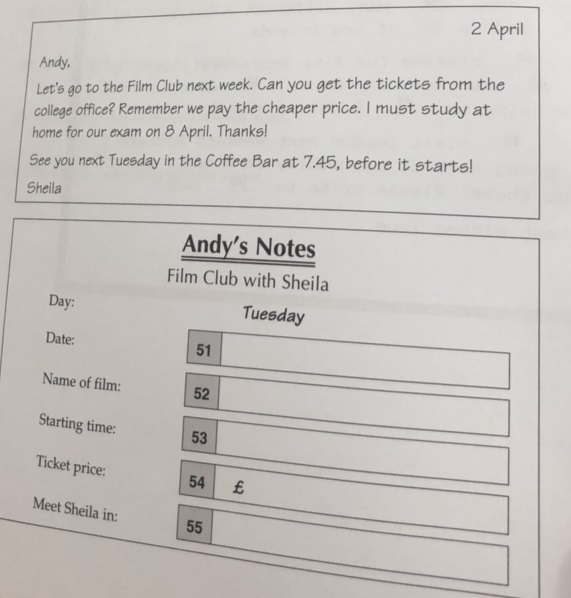 2 April
Andy,
Let's go to the Film Club next week. Can you get the tickets from the
college office? Remember we pay the cheaper price. I must study at
home for our exam on 8 April. Thanks!
See you next Tuesday in the Coffee Bar at 7.45, before it starts!
Sheila
Andy's Notes
Film Club with Sheila
Day: Tuesday
Date: 51
Name of film: 52
Starting time: 53
Ticket price: 54 £
Meet Sheila in: 55